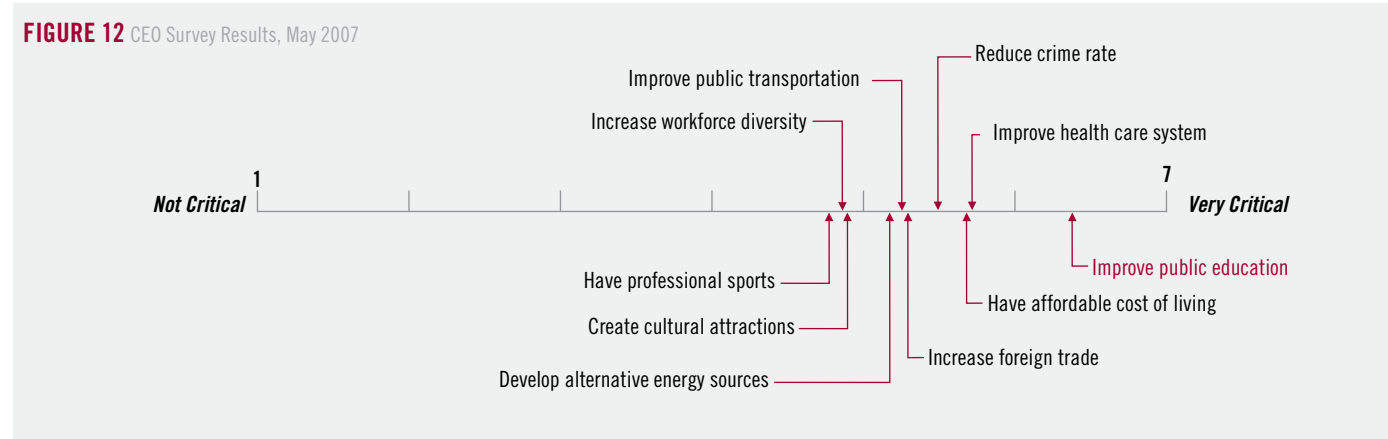 FIGURE 12 CEO Survey Results, May 2007
Reduce crime rate
Improve public transportation
Increase workforce diversity
Improve health care system
1
7
Not Critical
Very Critical
Improve public education
Have professional sports
Have affordable cost of living
Create cultural attractions
Increase foreign trade
Develop alternative energy sources